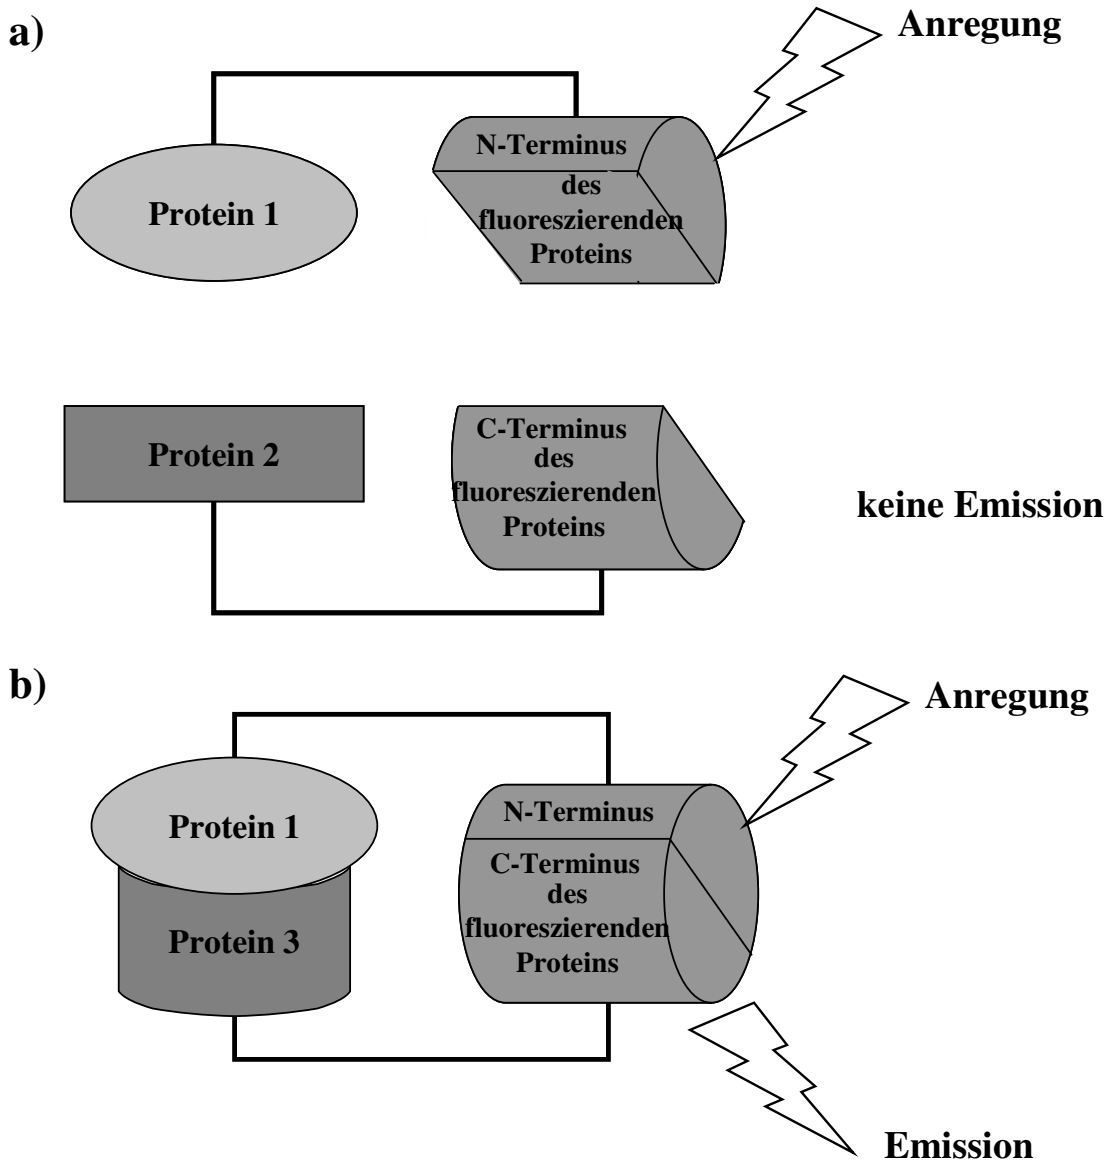 a)
Anregung
N-Terminus
des
fluoreszierenden
Proteins
Protein 1
Protein 2
C-Terminus
des
fluoreszierenden
Proteins
keine Emission
b)
Anregung
Protein 1
N-Terminus
C-Terminus
des
fluoreszierenden
Proteins
Protein 3
Emission